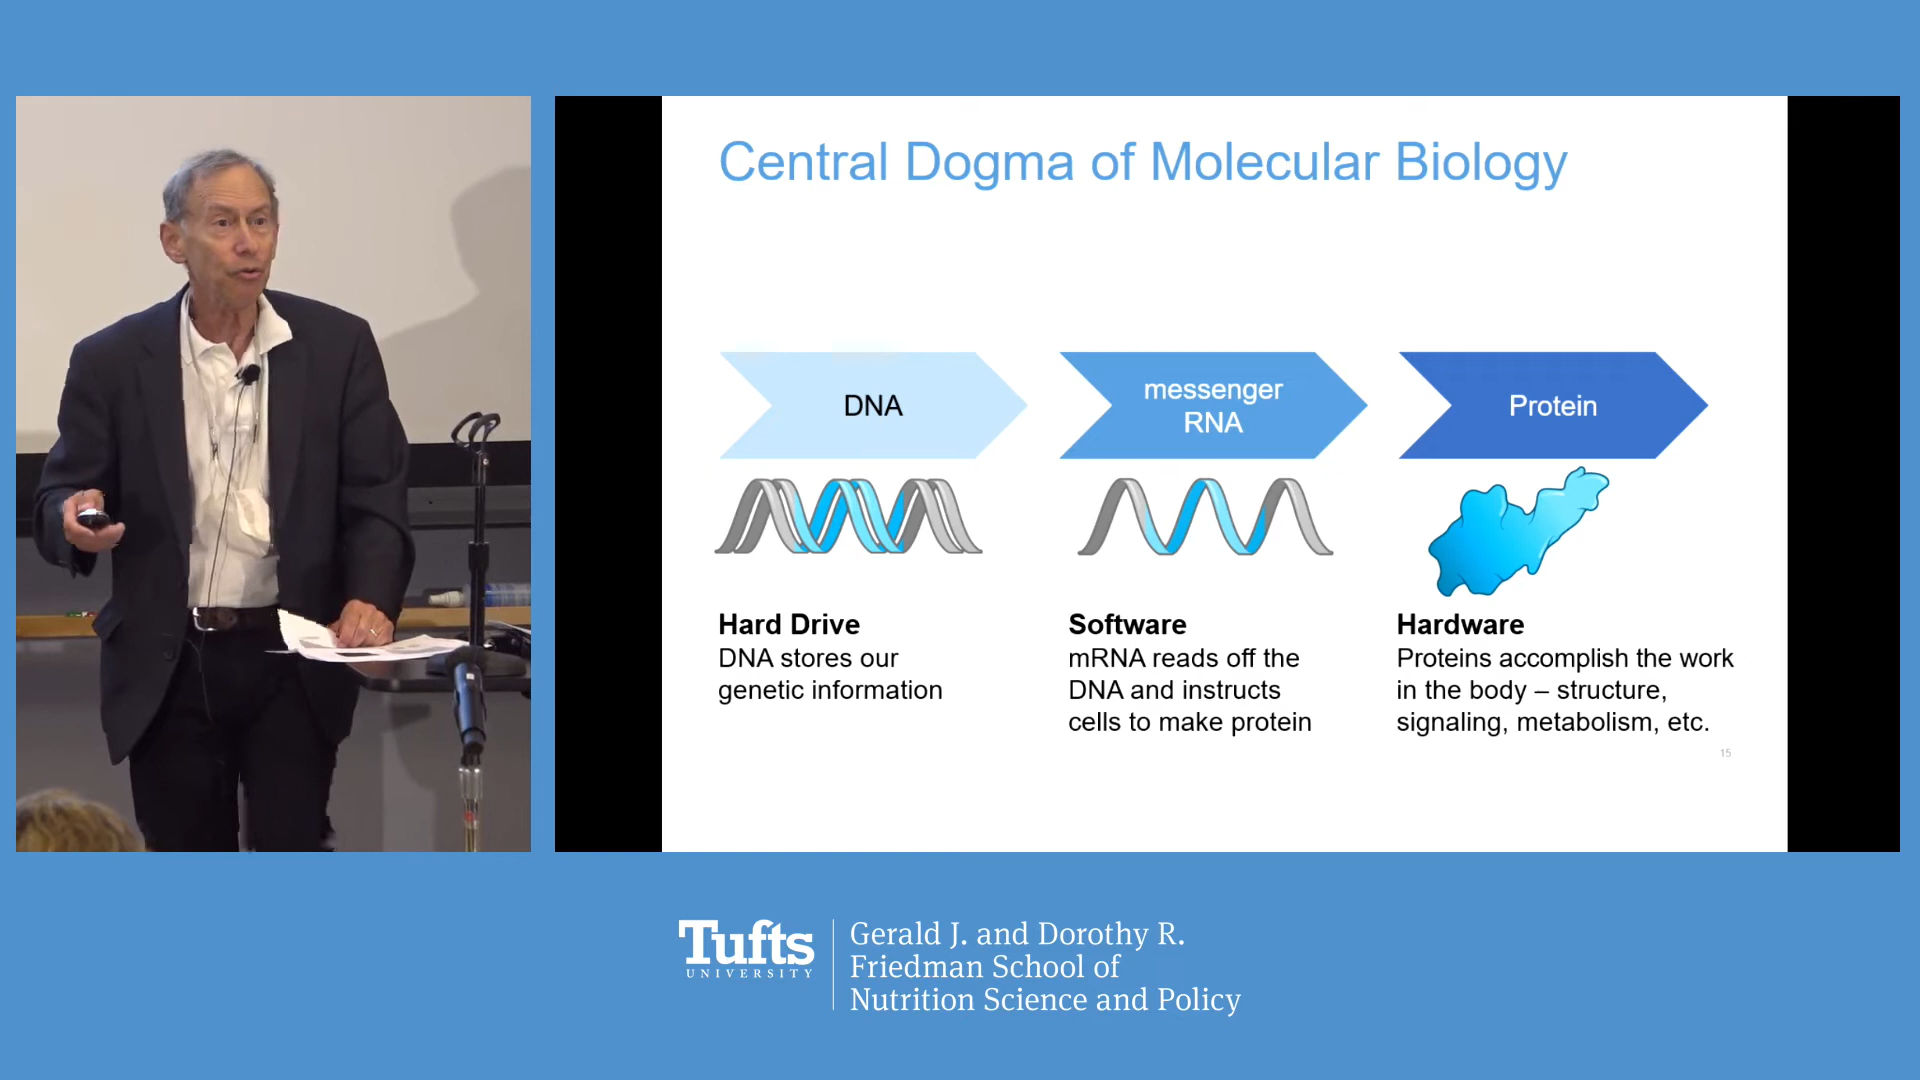 Central Dogma of Molecular Biology
DNA
messenger
RNA
Protein
Hard Drive
DNA stores our
genetic information
Software
mRNA reads off the
DNA and instructs
cells to make protein
Hardware
Proteins accomplish the work
in the body – structure,
signaling, metabolism, etc.
15
Tufts
UNIVERSITY
Gerald J. and Dorothy R.
Friedman School of
Nutrition Science and Policy